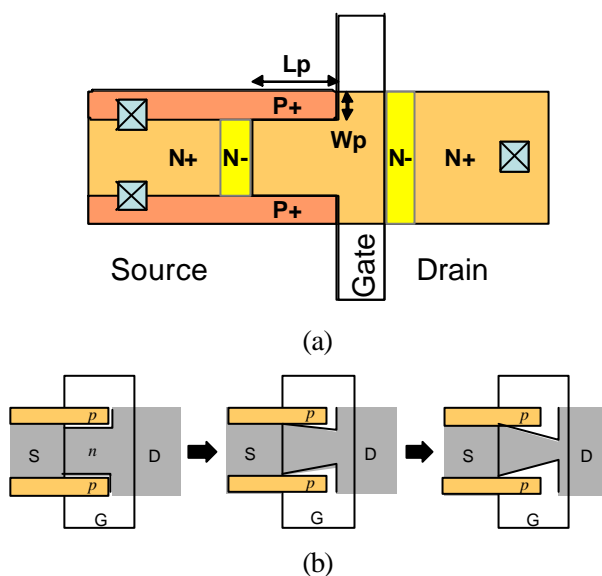 Lp
P+
Wp
N+ N- N- N+
P+
Source Gate Drain
(a)
p p p
S n D S D S D
p p p
G G G
(b)